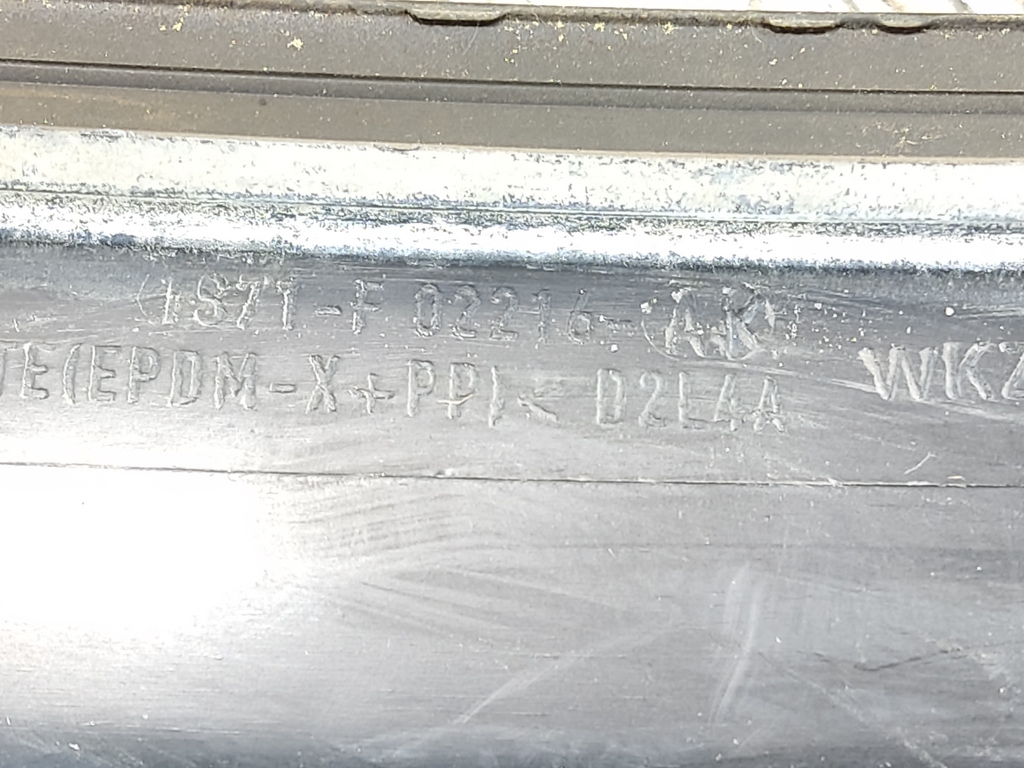 1S71-F 02216-AK
TE(EPDM-X+PP)< D2L4A
WKZ